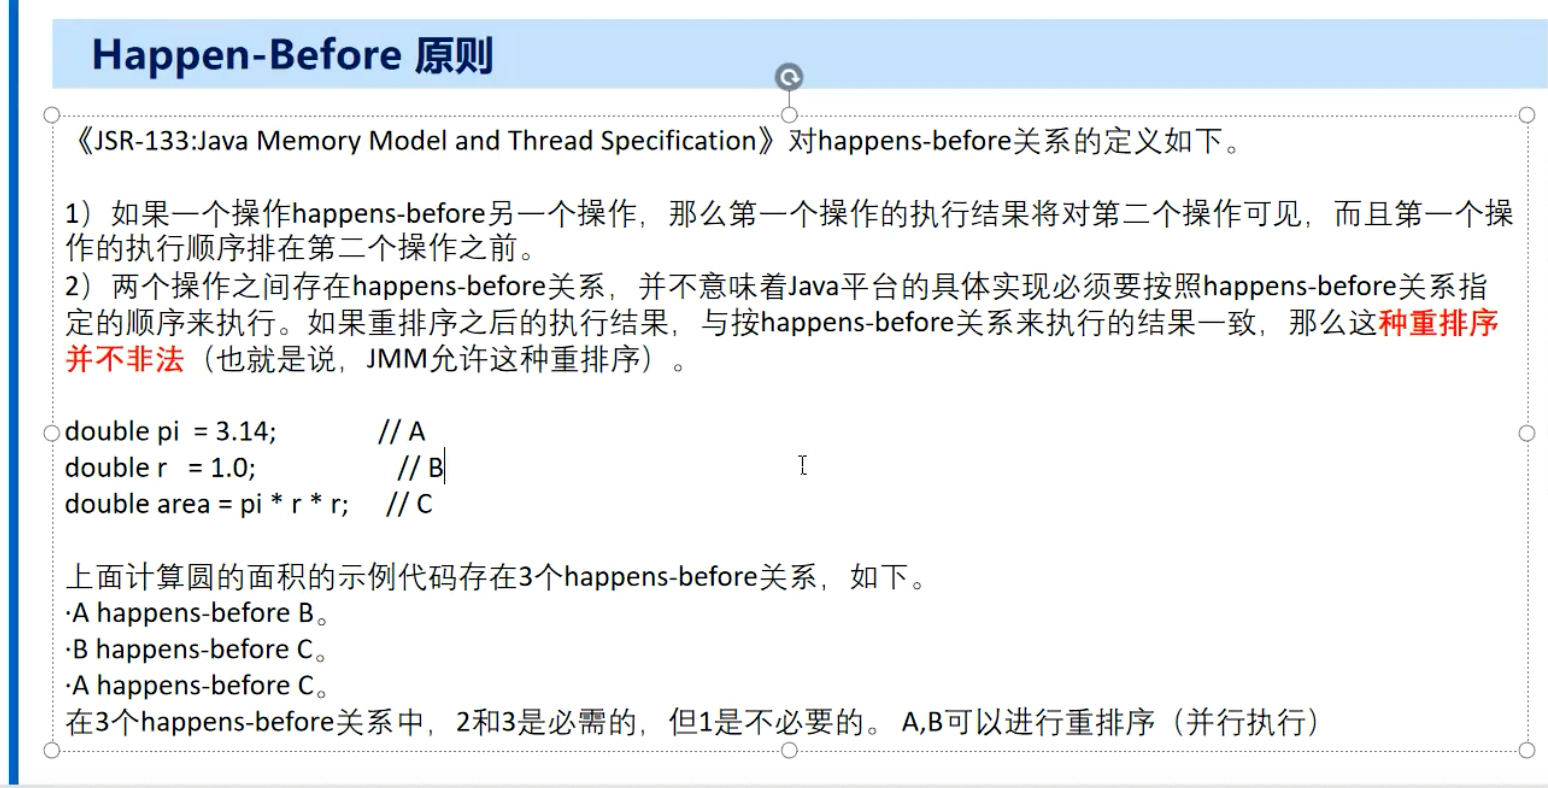 Happen-Before 原则
《JSR-133:Java Memory Model and Thread Specification》对happens-before关系的定义如下。
1）如果一个操作happens-before另一个操作，那么第一个操作的执行结果将对第二个操作可见，而且第一个操
作的执行顺序排在第二个操作之前。
2）两个操作之间存在happens-before关系，并不意味着Java平台的具体实现必须要按照happens-before关系指
定的顺序来执行。如果重排序之后的执行结果，与按happens-before关系来执行的结果一致，那么这种重排序
并不非法（也就是说，JMM允许这种重排序）。
double pi  = 3.14;              // A
double r   = 1.0;                   // B
double area = pi * r * r;     // C
上面计算圆的面积的示例代码存在3个happens-before关系，如下。
·A happens-before B。
·B happens-before C。
·A happens-before C。
在3个happens-before关系中，2和3是必需的，但1是不必要的。 A,B可以进行重排序（并行执行）